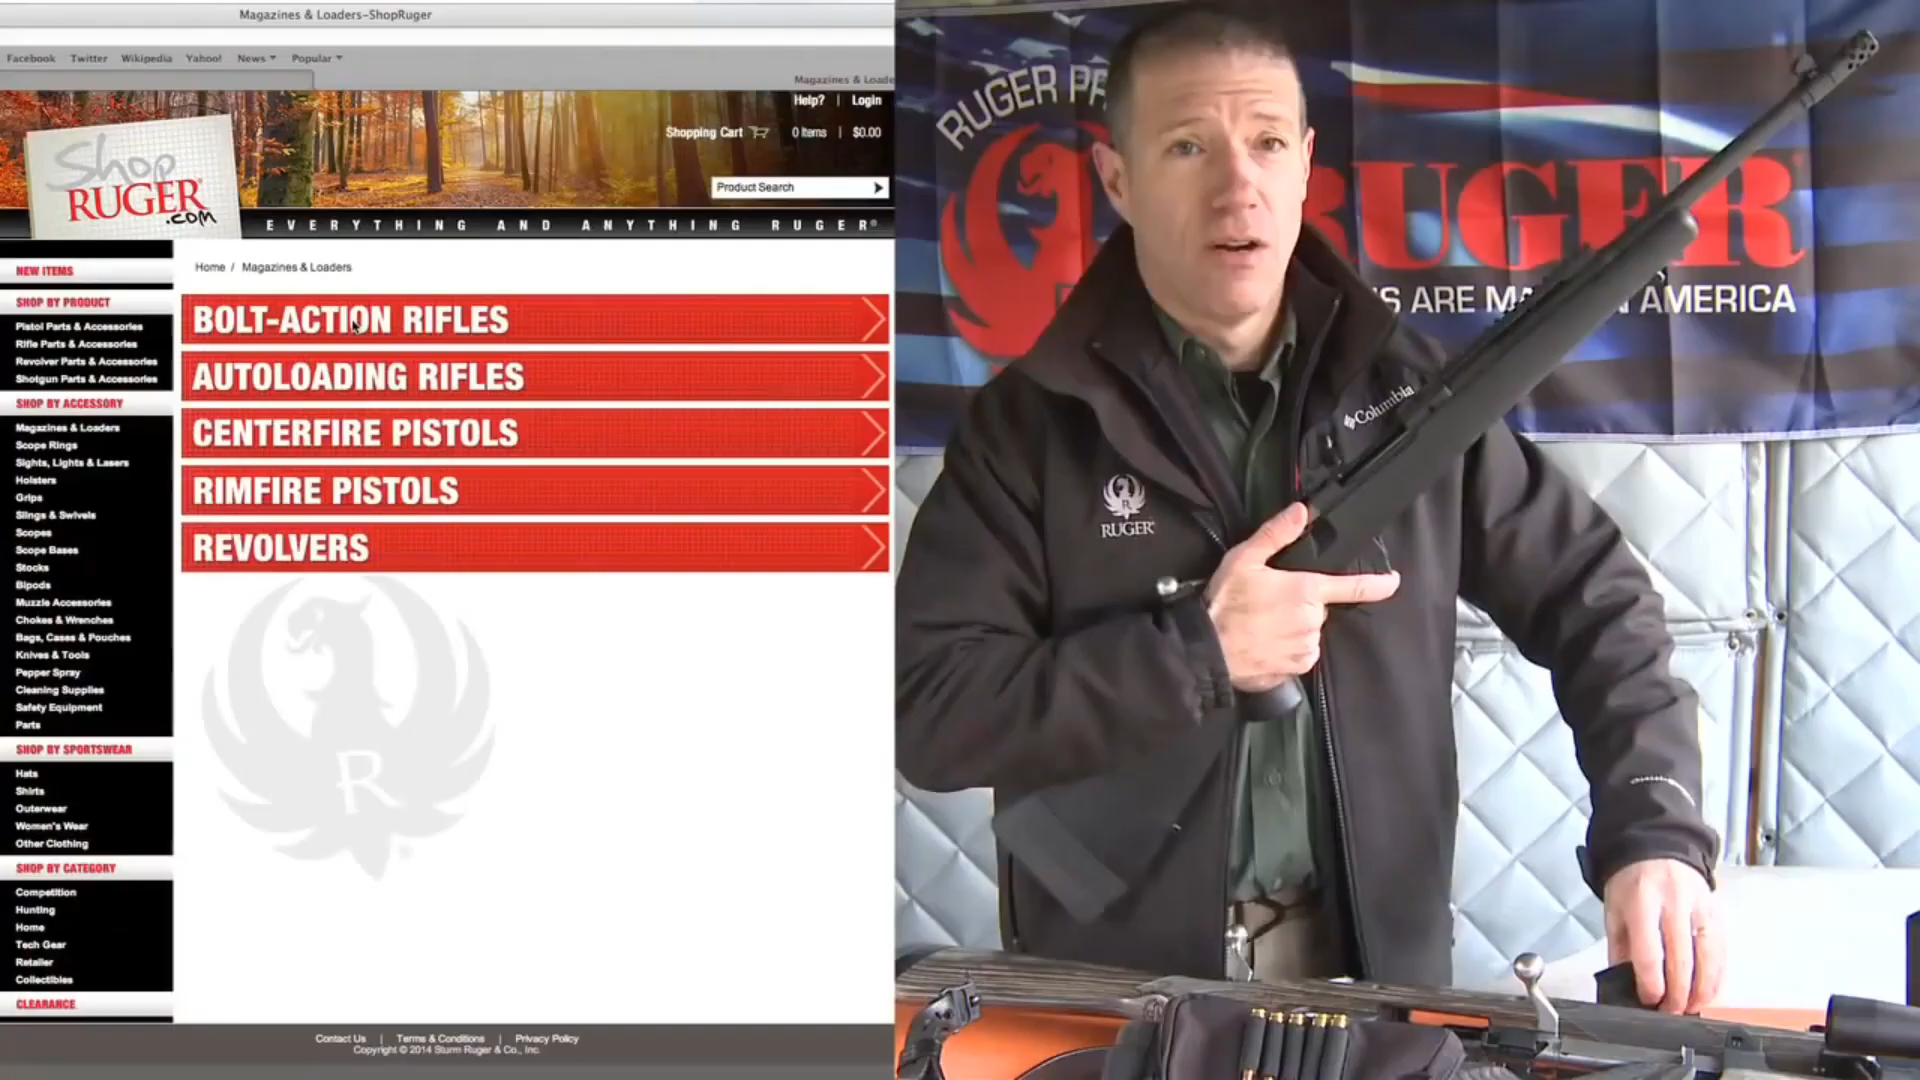 Magazines & Loaders-ShopRuger
Facebook Twitter Wikipedia Yahoo! News Popular
Magazines & Loade
Help? | Login
Shopping Cart 0 Items | $0.00
Product Search
Shop
RUGER
.com
EVERYTHING AND ANYTHING RUGER®
NEW ITEMS
SHOP BY PRODUCT
Pistol Parts & Accessories
Rifle Parts & Accessories
Revolver Parts & Accessories
Shotgun Parts & Accessories
SHOP BY ACCESSORY
Magazines & Loaders
Scope Rings
Sights, Lights & Lasers
Holsters
Grips
Slings & Swivels
Scopes
Scope Bases
Stocks
Bipods
Muzzle Accessories
Chokes & Wrenches
Bags, Cases & Pouches
Knives & Tools
Pepper Spray
Cleaning Supplies
Safety Equipment
Parts
SHOP BY SPORTSWEAR
Hats
Shirts
Outerwear
Women's Wear
Other Clothing
SHOP BY CATEGORY
Competition
Hunting
Home
Tech Gear
Retailer
Collectibles
CLEARANCE
Home / Magazines & Loaders
BOLT-ACTION RIFLES
AUTOLOADING RIFLES
CENTERFIRE PISTOLS
RIMFIRE PISTOLS
REVOLVERS
R
Contact Us | Terms & Conditions | Privacy Policy
Copyright © 2014 Sturm Ruger & Co., Inc.
RUGER PR
RUGER
S ARE MA N AMERICA
Columbia
R
RUGER